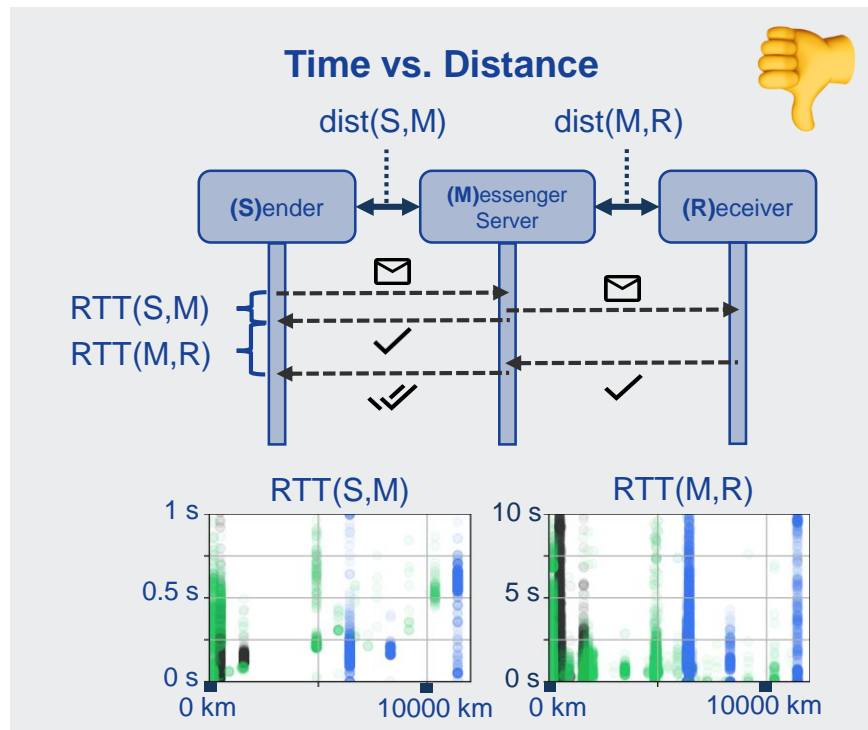 Time vs. Distance
dist(S,M)
dist(M,R)
(S)ender
(M)essenger
Server
(R)eceiver
RTT(S,M)
RTT(M,R)
RTT(S,M)
RTT(M,R)
1 s
0.5 s
0 s
0 km
10000 km
10 s
5 s
0 s
0 km
10000 km